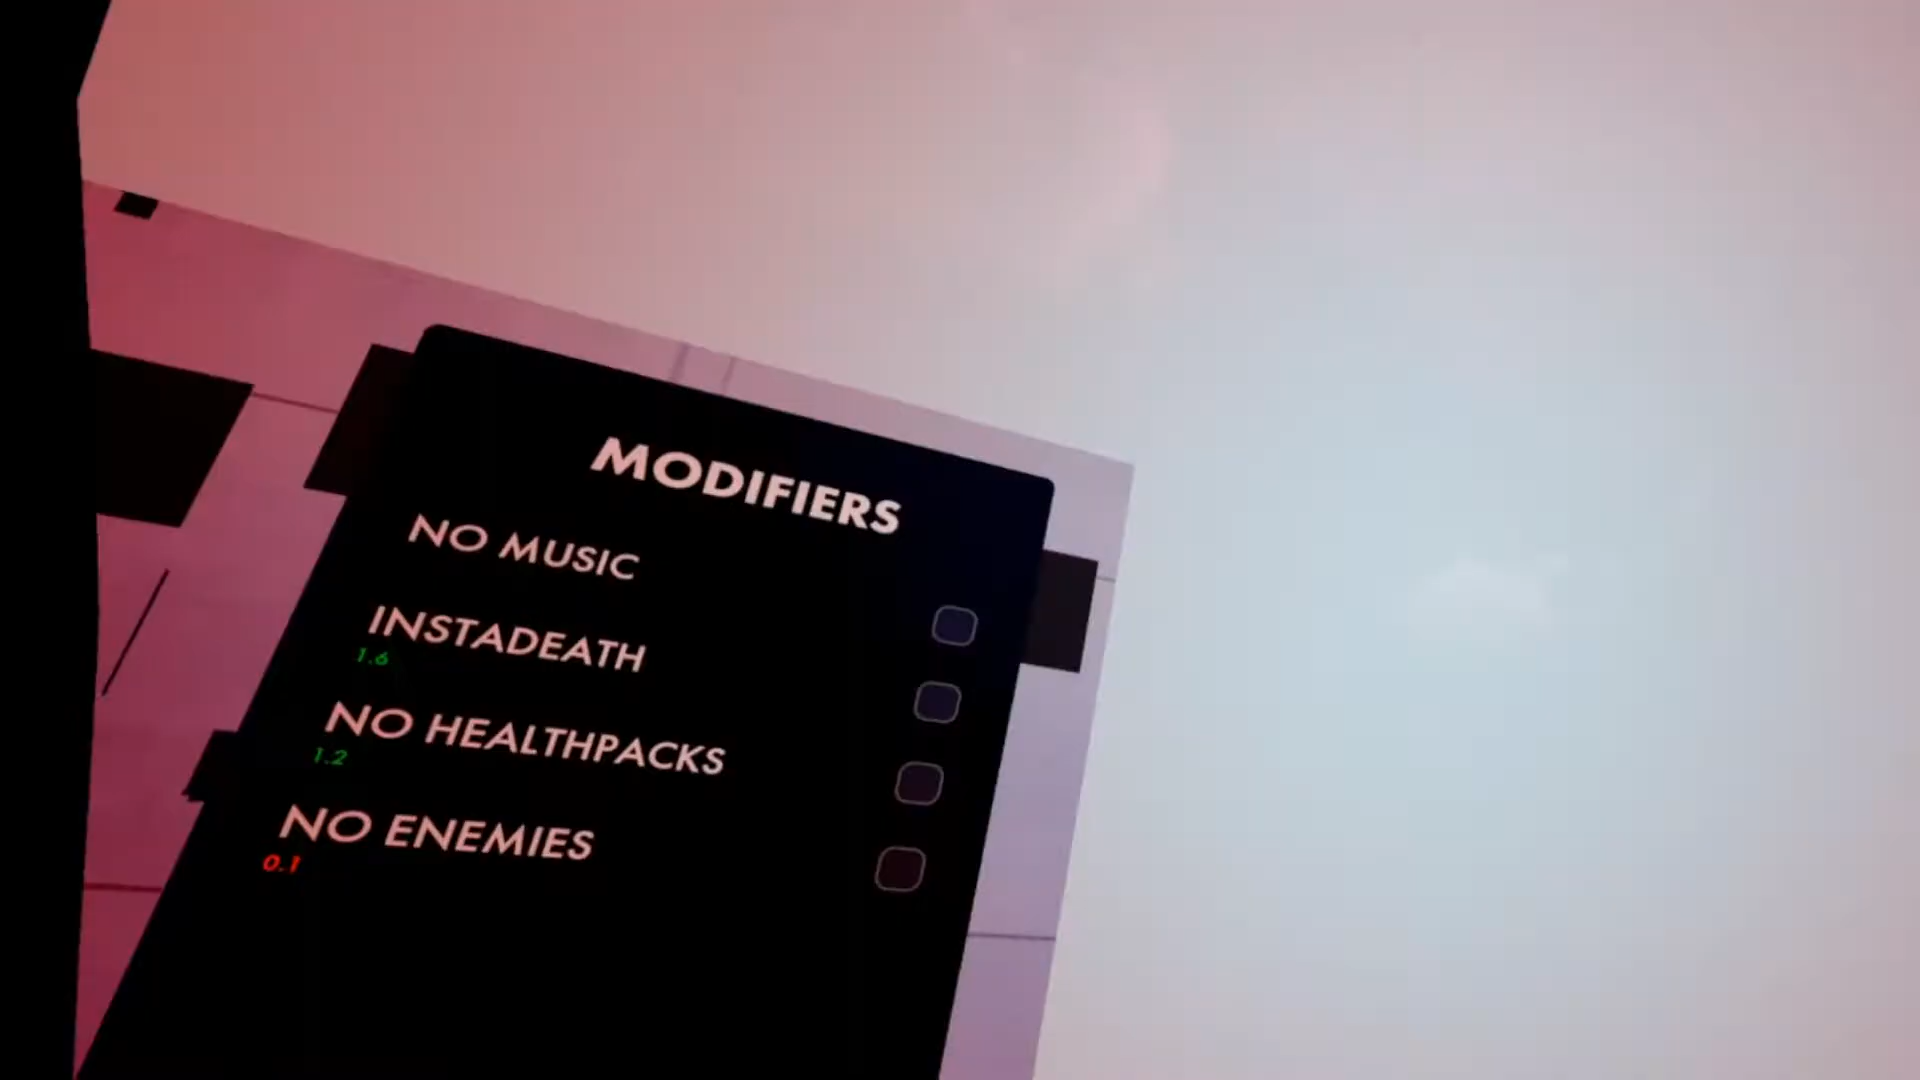 MODIFIERS
NO MUSIC
INSTADEATH
1.6
NO HEALTHPACKS
1.2
NO ENEMIES
0.1